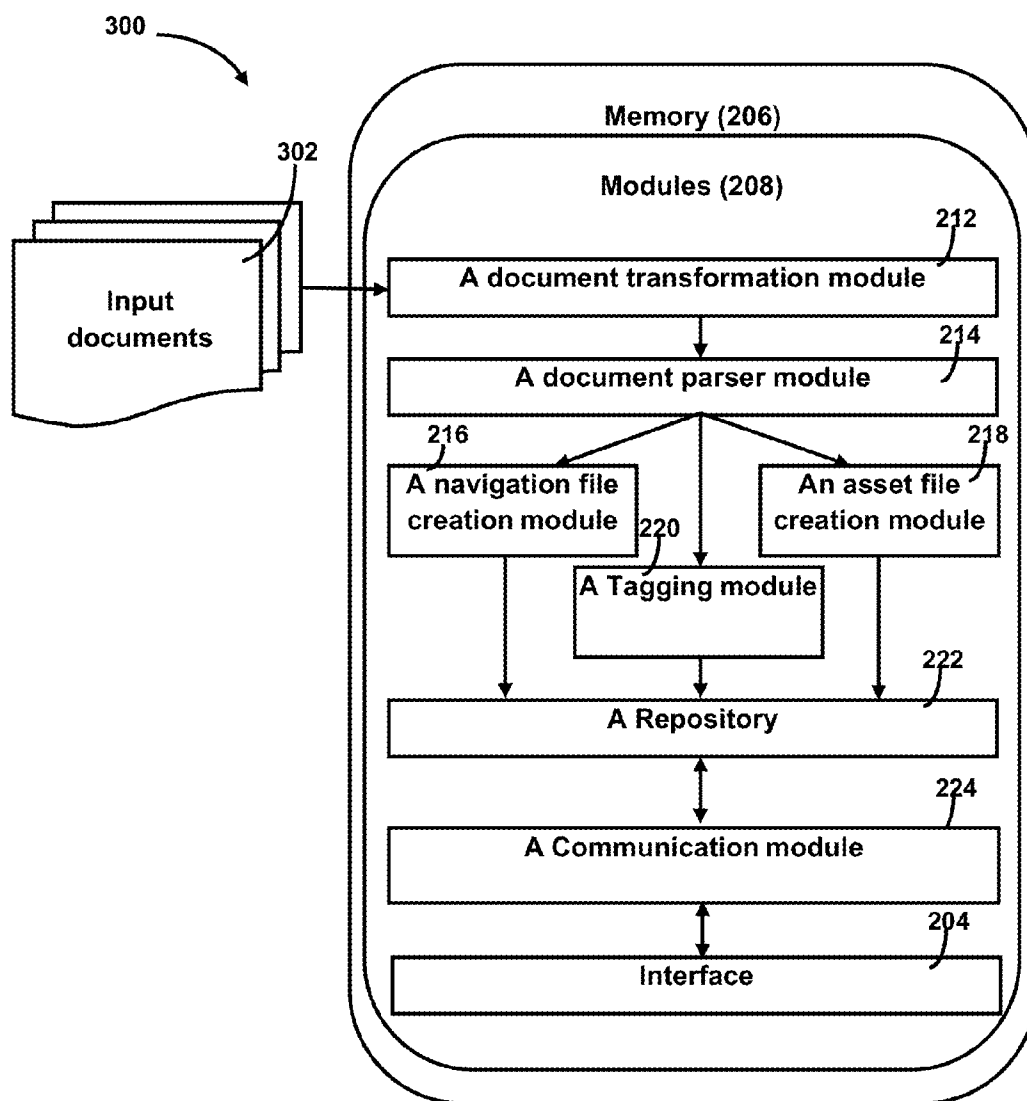 300
Memory (206)
302
Modules (208)
212
A document transformation module
Input
documents
214
A document parser module
216
218
A navigation file
creation module
An asset file
creation module
220
A Tagging module
222
A Repository
224
A Communication module
204
Interface